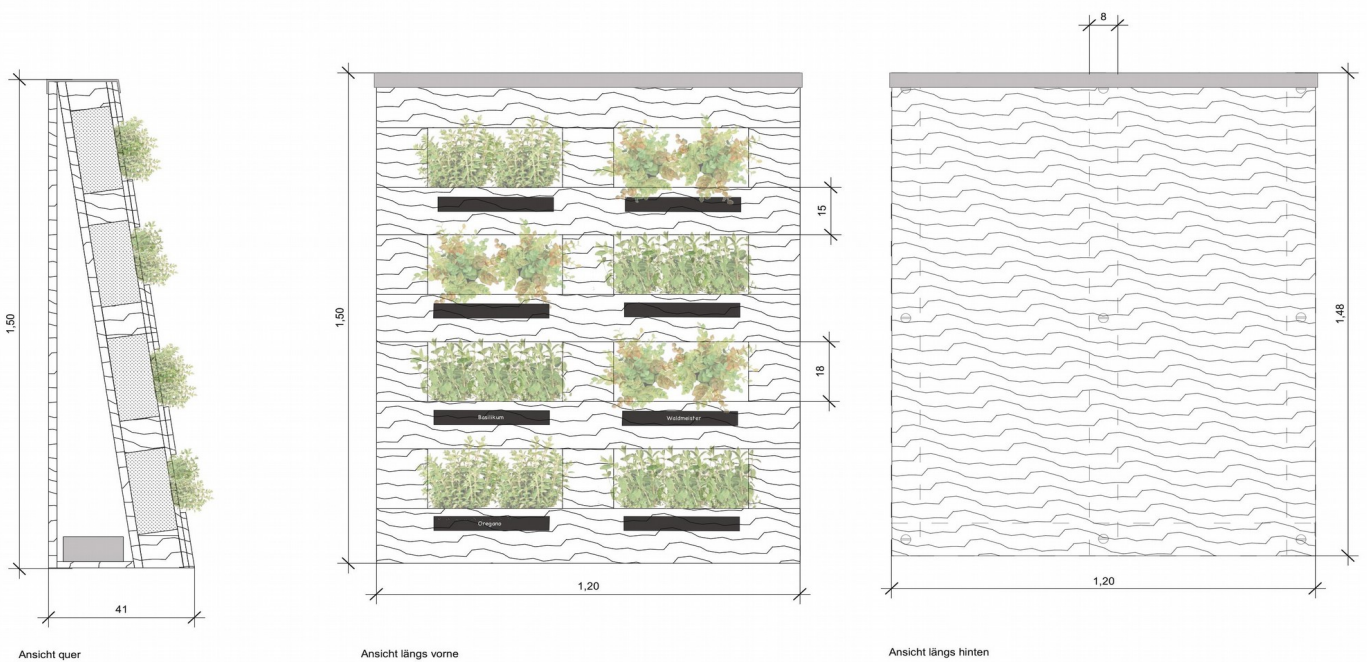 1,50
41
Ansicht quer
1,50
15
18
Basilikum
Waldmeister
Oregano
1,20
Ansicht längs vorne
8
1,48
1,20
Ansicht längs hinten